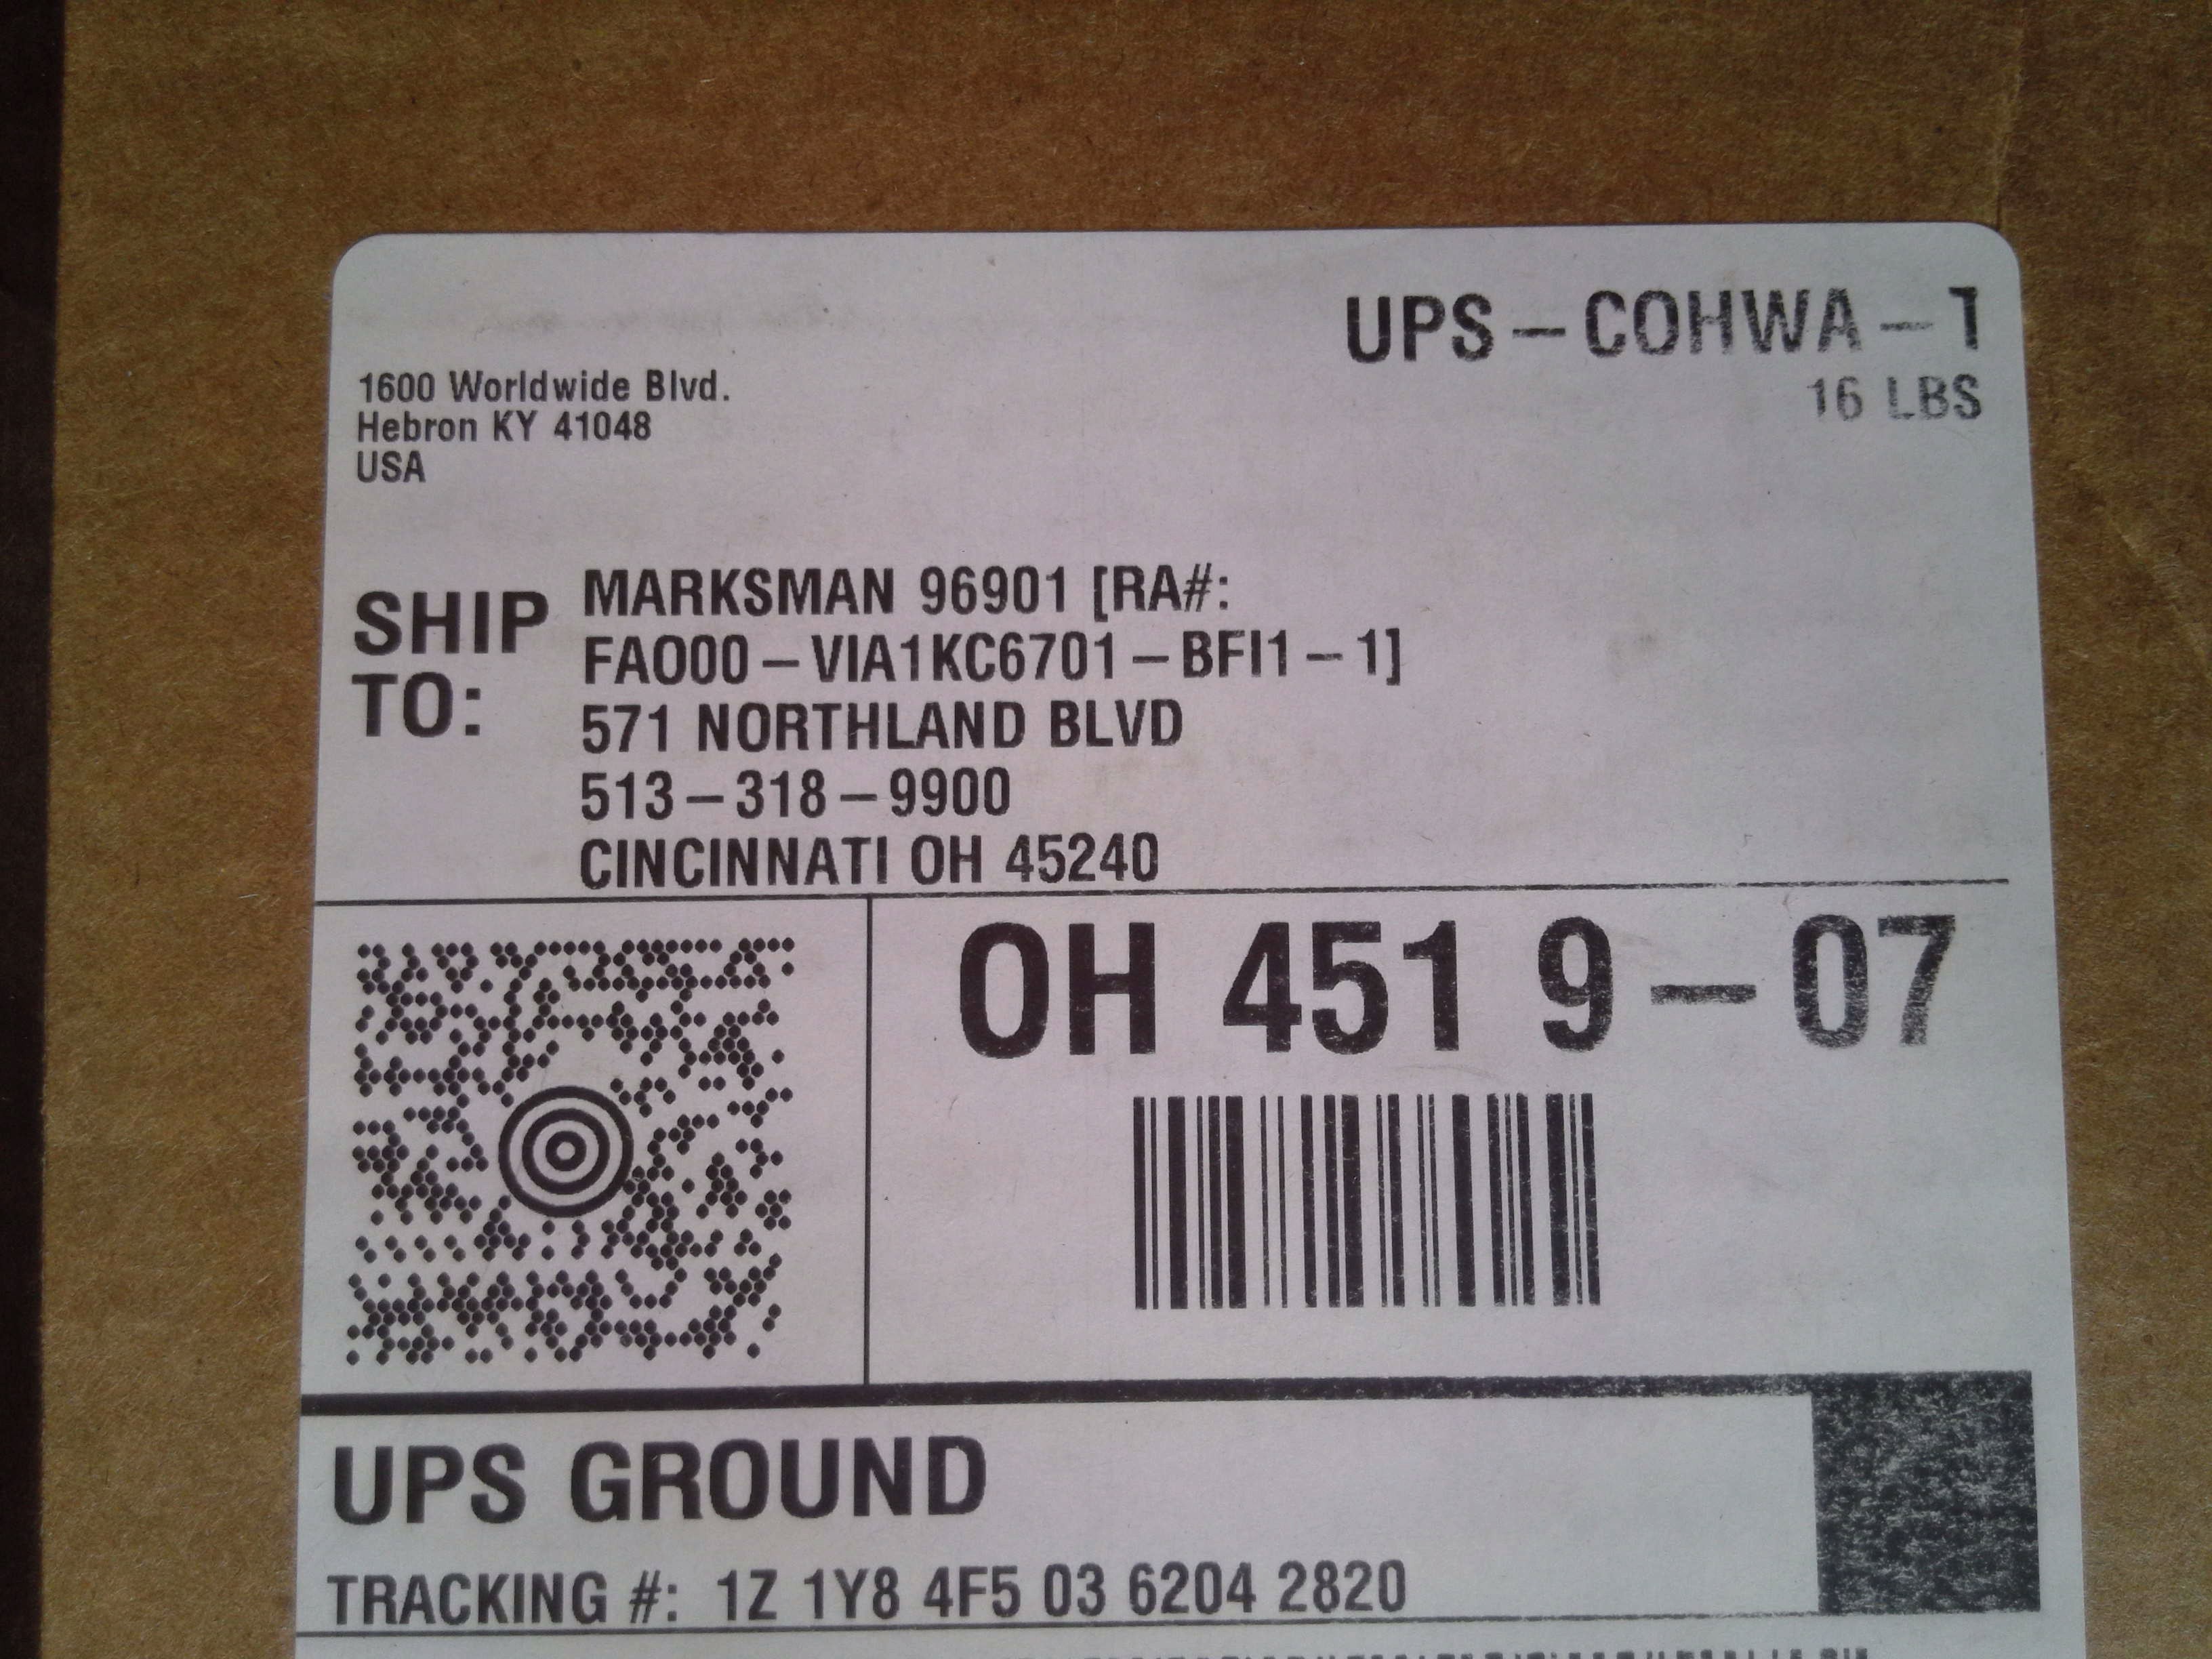 UPS – COHWA – 1
16 LBS
1600 Worldwide Blvd.
Hebron KY 41048
USA
SHIP TO:
MARKSMAN 96901 [RA#:
FAO00 – VIA1KC6701 – BFI1 – 1]
571 NORTHLAND BLVD
513 – 318 – 9900
CINCINNATI OH 45240
OH 451 9 – 07
UPS GROUND
TRACKING #: 1Z 1Y8 4F5 03 6204 2820